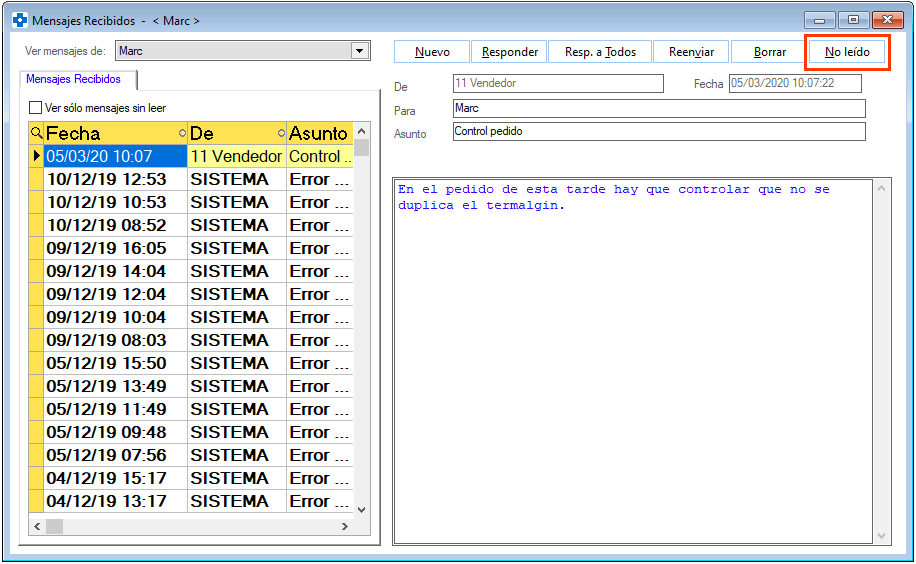 Mensajes Recibidos - < Marc >
Ver mensajes de: Marc
Nuevo Responder Resp. a Todos Reenviar Borrar No leído
Mensajes Recibidos
De 11 Vendedor Fecha 05/03/2020 10:07:22
Para Marc
Asunto Control pedido
Ver sólo mensajes sin leer
Fecha De Asunto
05/03/20 10:07 11 Vendedor Control ...
10/12/19 12:53 SISTEMA Error ...
10/12/19 10:53 SISTEMA Error ...
10/12/19 08:52 SISTEMA Error ...
09/12/19 16:05 SISTEMA Error ...
09/12/19 14:04 SISTEMA Error ...
09/12/19 12:04 SISTEMA Error ...
09/12/19 10:04 SISTEMA Error ...
09/12/19 08:03 SISTEMA Error ...
05/12/19 15:50 SISTEMA Error ...
05/12/19 13:49 SISTEMA Error ...
05/12/19 11:49 SISTEMA Error ...
05/12/19 09:48 SISTEMA Error ...
05/12/19 07:56 SISTEMA Error ...
04/12/19 15:17 SISTEMA Error ...
04/12/19 13:17 SISTEMA Error ...
En el pedido de esta tarde hay que controlar que no se
duplica el termalgin.